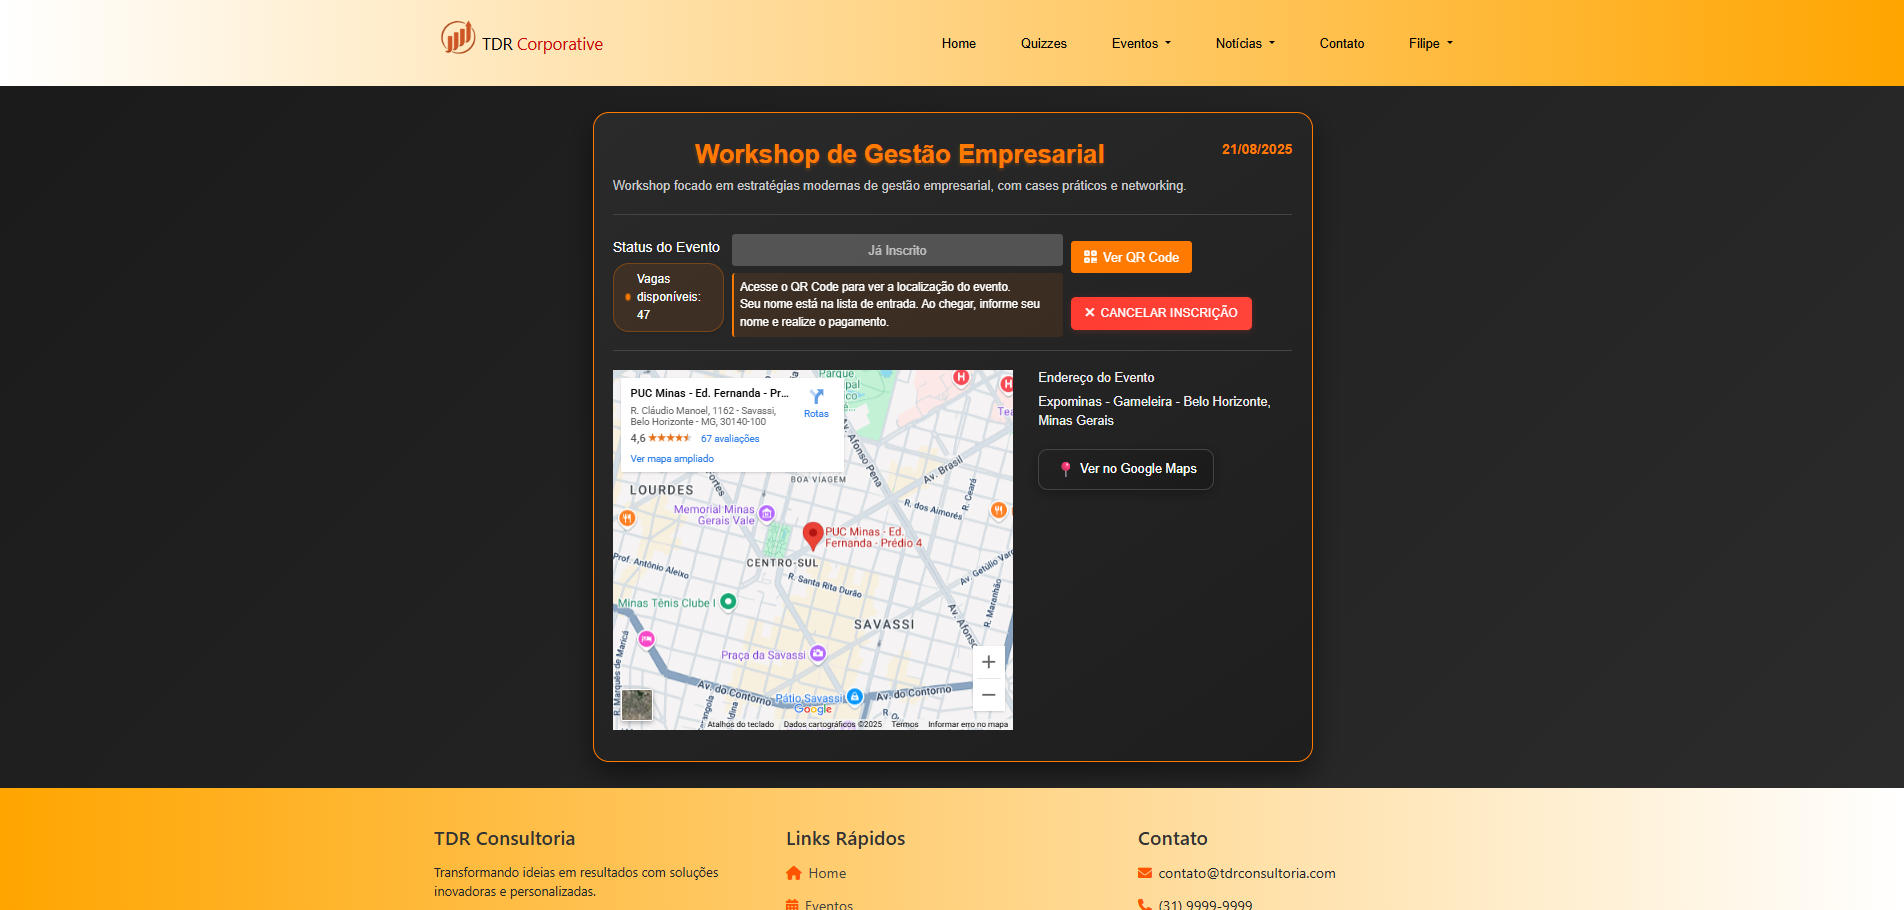 TDR Corporative
Home
Quizzes
Eventos
Notícias
Contato
Filipe
Workshop de Gestão Empresarial
21/08/2025
Workshop focado em estratégias modernas de gestão empresarial, com cases práticos e networking.
Status do Evento
Vagas
disponíveis:
47
Já Inscrito
Acesse o QR Code para ver a localização do evento.
Seu nome está na lista de entrada. Ao chegar, informe seu
nome e realize o pagamento.
Ver QR Code
CANCELAR INSCRIÇÃO
PUC Minas - Ed. Fernanda - Pr...
R. Cláudio Manoel, 1162 - Savassi,
Belo Horizonte - MG, 30140-100
4,6
67 avaliações
Ver mapa ampliado
Rotas
Parque
LOURDES
BOA VIAGEM
Av. Afonso Pena
Av. Brasil
R. Ceará
R. dos Aimorés
Memorial Minas
Gerais Vale
PUC Minas - Ed.
Fernanda - Prédio 4
CENTRO-SUL
Prof. Antônio Aleixo
R. Santa Rita Durão
Av. Getúlio Var
R. Maranhão
Minas Tênis Clube I
Av. Afonso
SAVASSI
R. Marquês de Maricá
Praça da Savassi
Av. do Contorno
Pátio Savassi
Av. do Contorno
Google
Atalhos do teclado
Dados cartográficos ©2025
Termos
Informar erro no mapa
Endereço do Evento
Expominas - Gameleira - Belo Horizonte,
Minas Gerais
Ver no Google Maps
TDR Consultoria
Transformando ideias em resultados com soluções
inovadoras e personalizadas.
Links Rápidos
Home
Eventos
Contato
contato@tdrconsultoria.com
(31) 9999-9999